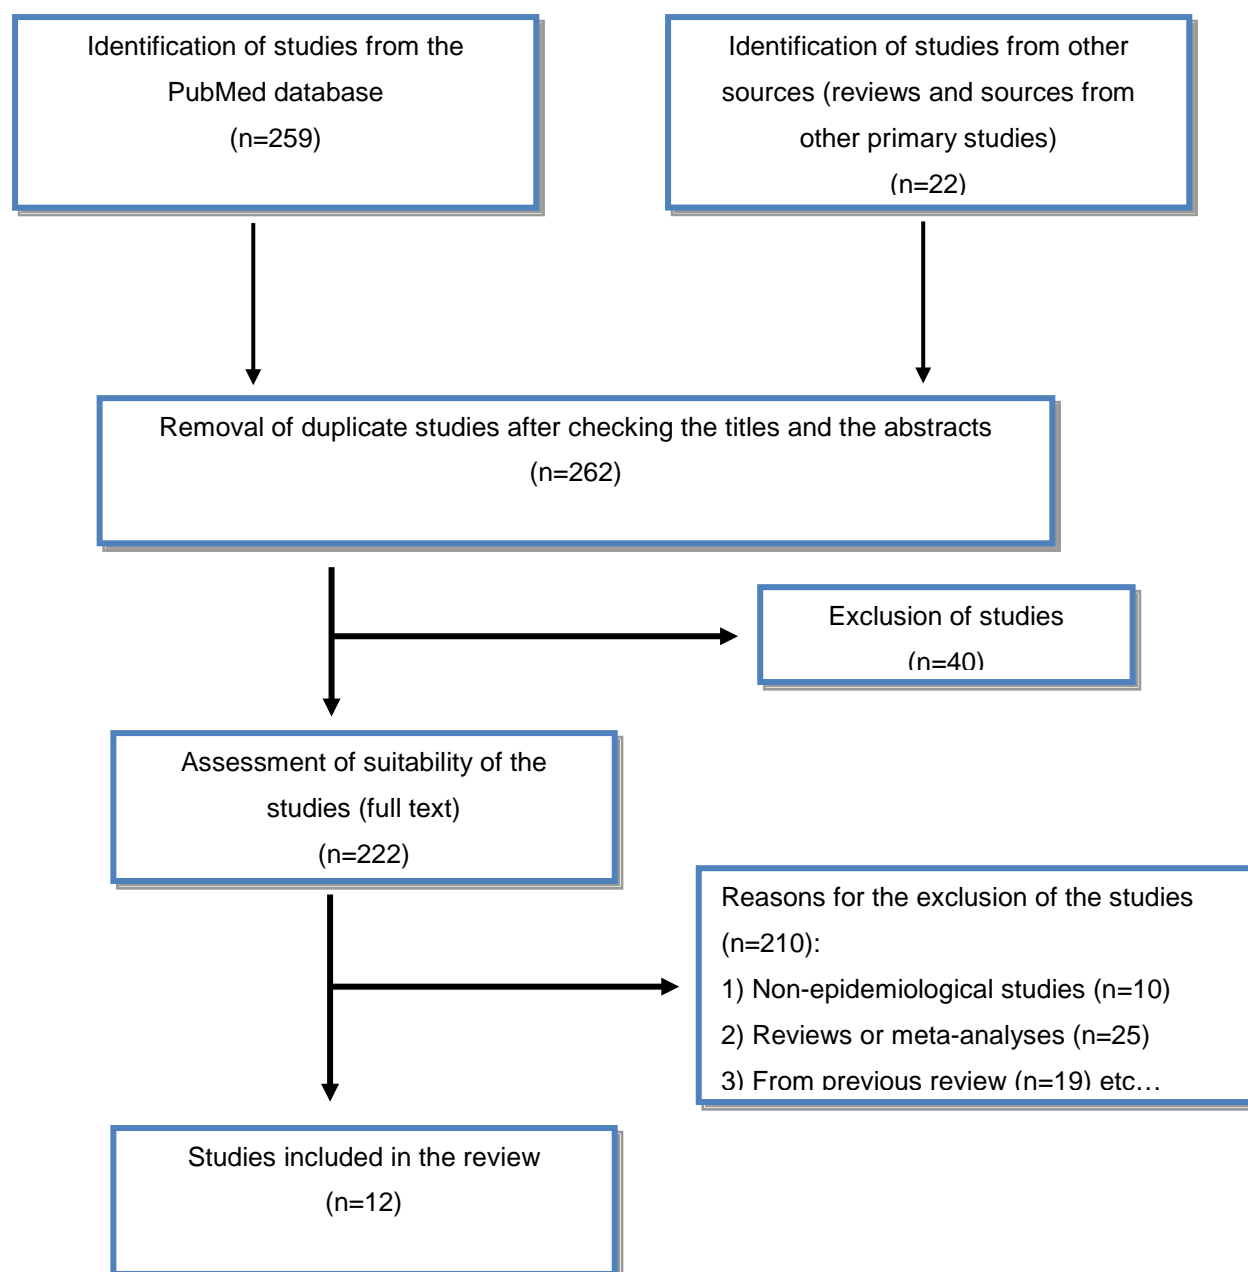 Identification of studies from the
PubMed database
(n=259)
Identification of studies from other
sources (reviews and sources from
other primary studies)
(n=22)
Removal of duplicate studies after checking the titles and the abstracts
(n=262)
Exclusion of studies
(n=40)
Assessment of suitability of the
studies (full text)
(n=222)
Reasons for the exclusion of the studies
(n=210):
1) Non-epidemiological studies (n=10)
2) Reviews or meta-analyses (n=25)
3) From previous review (n=19) etc…
Studies included in the review
(n=12)